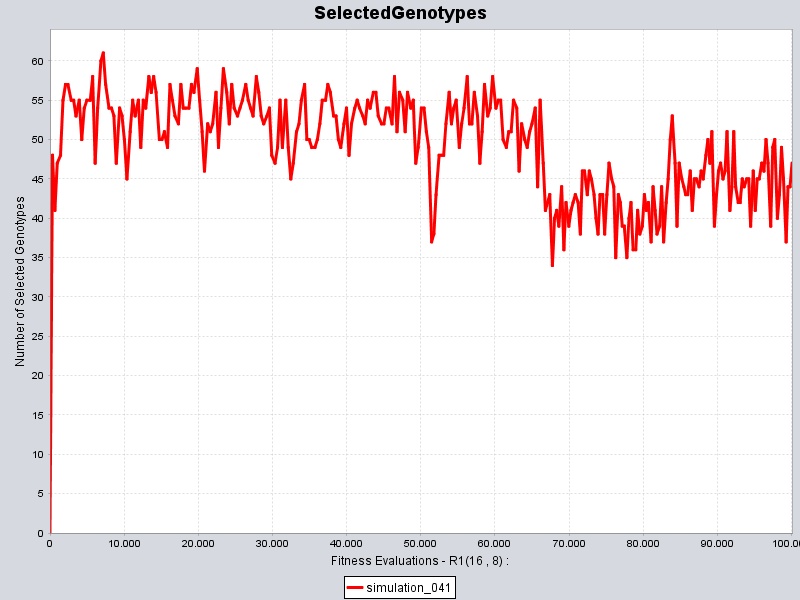 SelectedGenotypes
Number of Selected Genotypes
60
55
50
45
40
35
30
25
20
15
10
5
0
0 10.000 20.000 30.000 40.000 50.000 60.000 70.000 80.000 90.000 100.00
Fitness Evaluations - R1(16 , 8) :
simulation_041